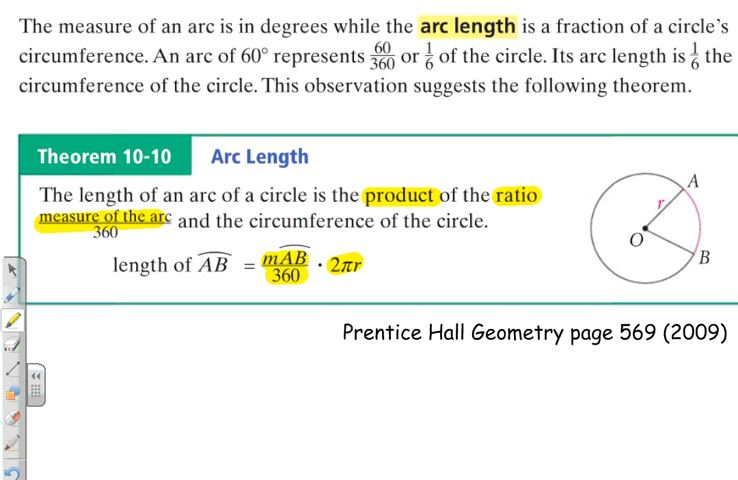 The measure of an arc is in degrees while the arc length is a fraction of a circle's
circumference. An arc of 60° represents 60/360 or 1/6 of the circle. Its arc length is 1/6 the
circumference of the circle. This observation suggests the following theorem.
Theorem 10-10 Arc Length
The length of an arc of a circle is the product of the ratio
measure of the arc/360 and the circumference of the circle.
length of A͡B = mA͡B/360 · 2πr
A
r
O
B
Prentice Hall Geometry page 569 (2009)